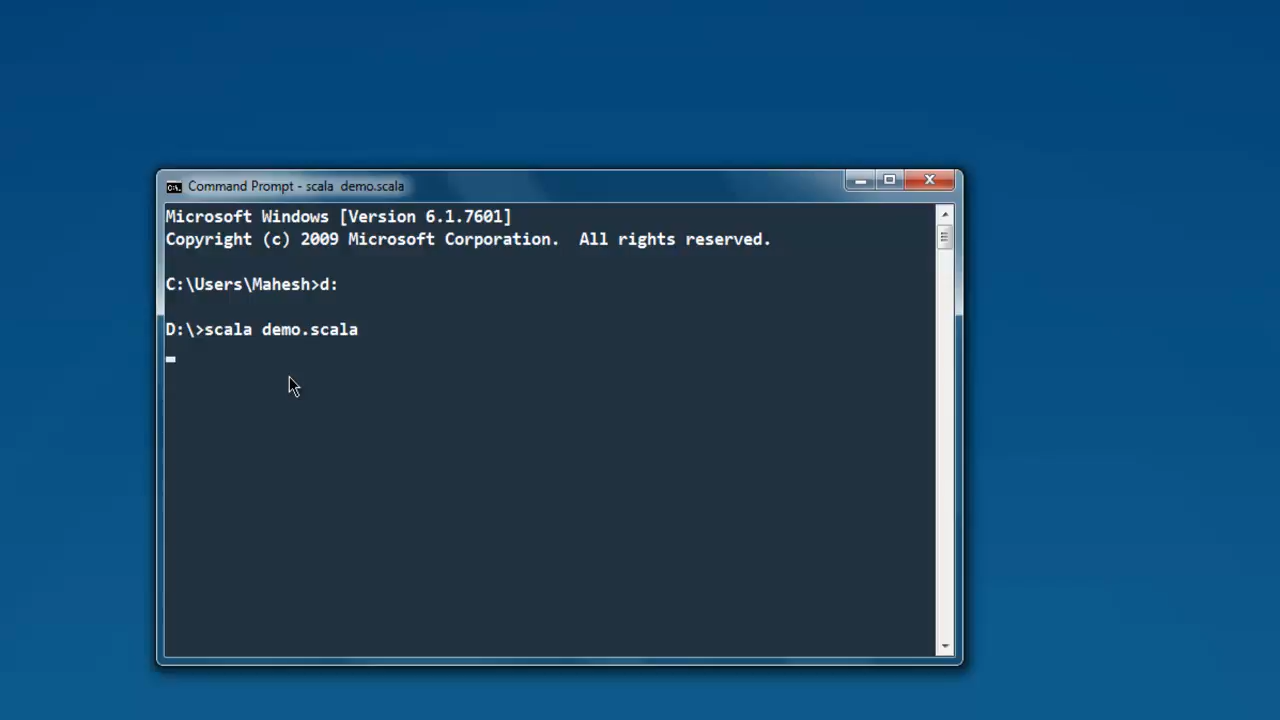 Command Prompt - scala  demo.scala
Microsoft Windows [Version 6.1.7601]
Copyright (c) 2009 Microsoft Corporation.  All rights reserved.
C:\Users\Mahesh>d:
D:\>scala demo.scala